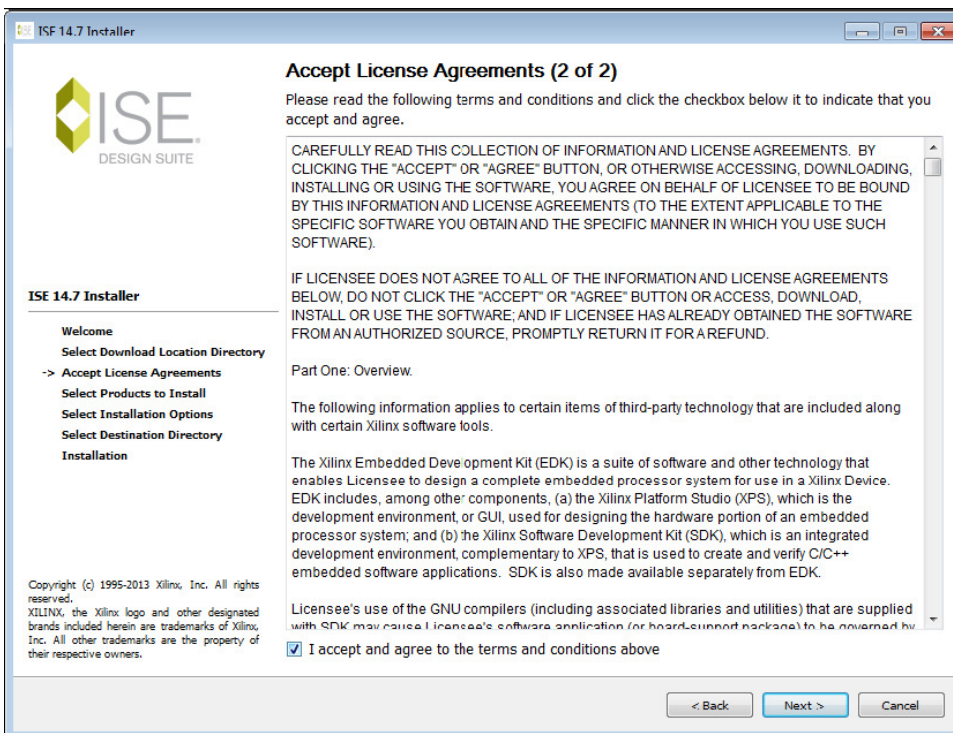 ISE 14.7 Installer
ISE
DESIGN SUITE
ISE 14.7 Installer
Welcome
Select Download Location Directory
-> Accept License Agreements
Select Products to Install
Select Installation Options
Select Destination Directory
Installation
Copyright (c) 1995-2013 Xilinx, Inc. All rights
reserved.
XILINX, the Xilinx logo and other designated
brands included herein are trademarks of Xilinx,
Inc. All other trademarks are the property of
their respective owners.
Accept License Agreements (2 of 2)
Please read the following terms and conditions and click the checkbox below it to indicate that you
accept and agree.
CAREFULLY READ THIS COLLECTION OF INFORMATION AND LICENSE AGREEMENTS. BY
CLICKING THE "ACCEPT" OR "AGREE" BUTTON, OR OTHERWISE ACCESSING, DOWNLOADING,
INSTALLING OR USING THE SOFTWARE, YOU AGREE ON BEHALF OF LICENSEE TO BE BOUND
BY THIS INFORMATION AND LICENSE AGREEMENTS (TO THE EXTENT APPLICABLE TO THE
SPECIFIC SOFTWARE YOU OBTAIN AND THE SPECIFIC MANNER IN WHICH YOU USE SUCH
SOFTWARE).
IF LICENSEE DOES NOT AGREE TO ALL OF THE INFORMATION AND LICENSE AGREEMENTS
BELOW, DO NOT CLICK THE "ACCEPT" OR "AGREE" BUTTON OR ACCESS, DOWNLOAD,
INSTALL OR USE THE SOFTWARE; AND IF LICENSEE HAS ALREADY OBTAINED THE SOFTWARE
FROM AN AUTHORIZED SOURCE, PROMPTLY RETURN IT FOR A REFUND.
Part One: Overview.
The following information applies to certain items of third-party technology that are included along
with certain Xilinx software tools.
The Xilinx Embedded Development Kit (EDK) is a suite of software and other technology that
enables Licensee to design a complete embedded processor system for use in a Xilinx Device.
EDK includes, among other components, (a) the Xilinx Platform Studio (XPS), which is the
development environment, or GUI, used for designing the hardware portion of an embedded
processor system; and (b) the Xilinx Software Development Kit (SDK), which is an integrated
development environment, complementary to XPS, that is used to create and verify C/C++
embedded software applications. SDK is also made available separately from EDK.
Licensee's use of the GNU compilers (including associated libraries and utilities) that are supplied
with SDK may cause Licensee's software application (or board-support package) to be governed by
I accept and agree to the terms and conditions above
< Back
Next >
Cancel